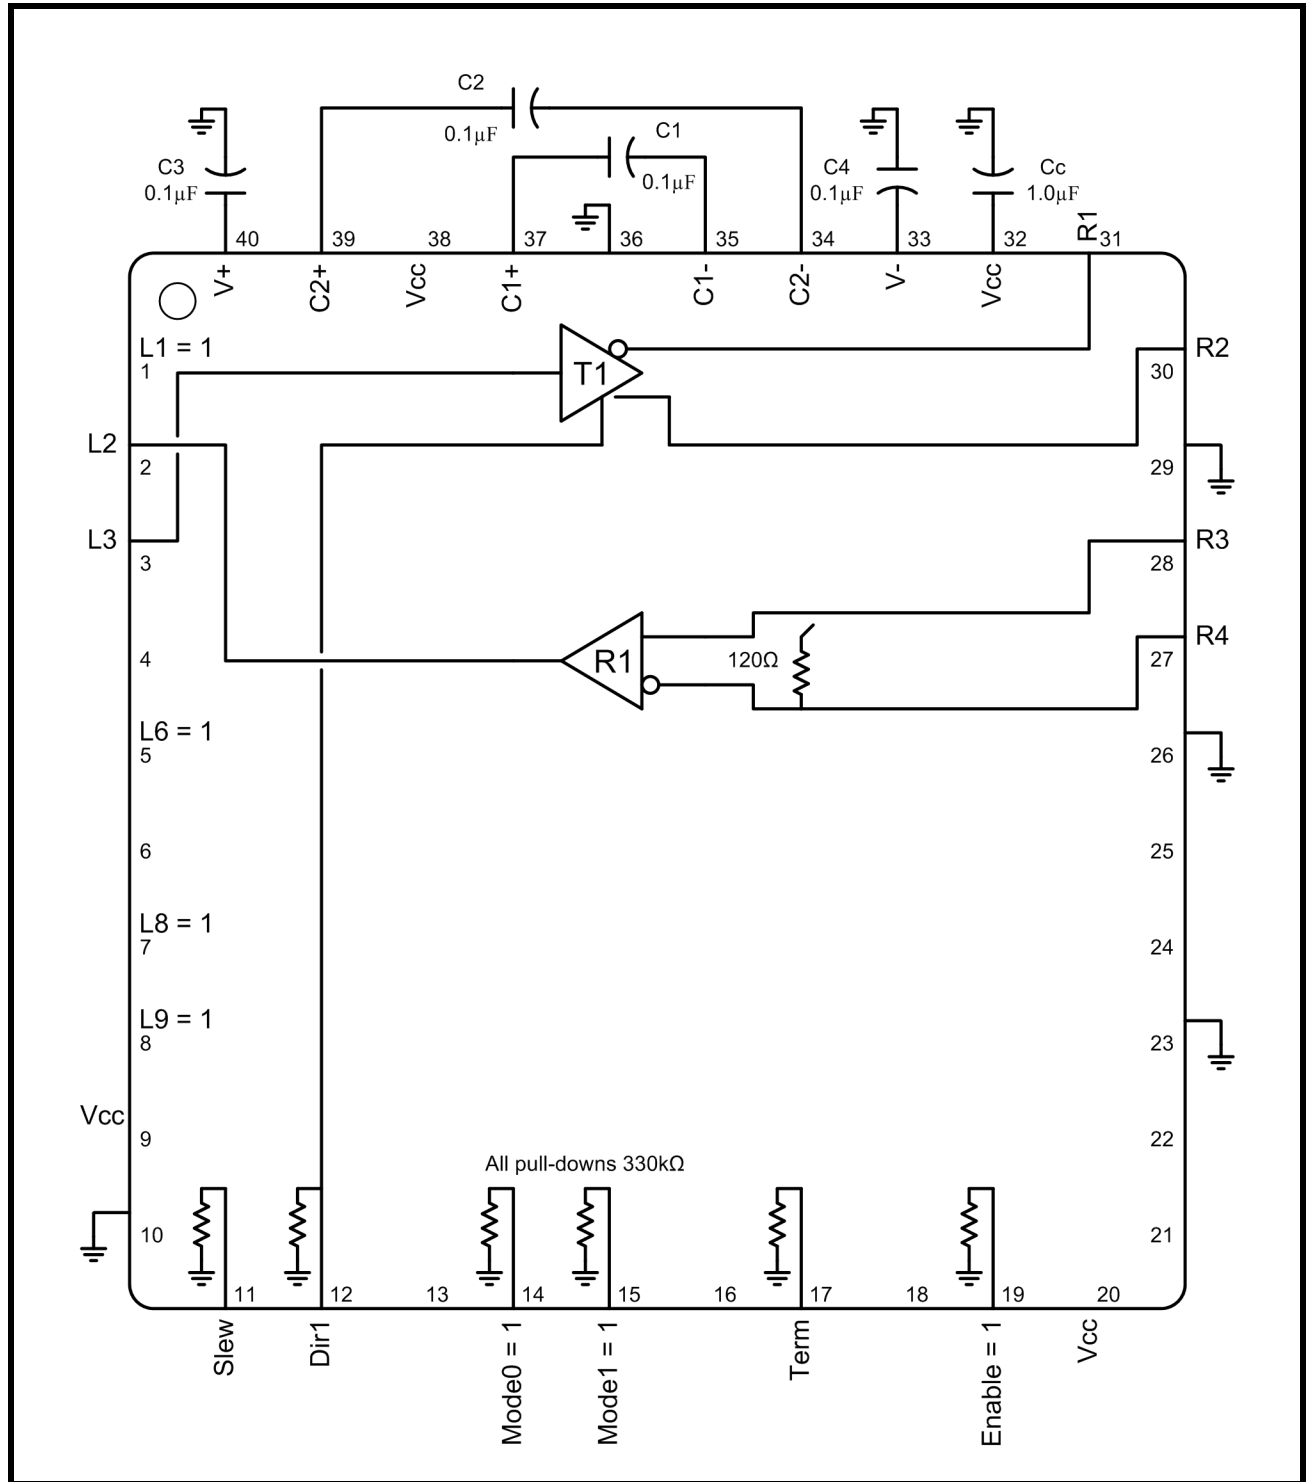 C2
0.1µF
C1
0.1µF
C3
0.1µF
C4
0.1µF
Cc
1.0µF
R1
40 39 38 37 36 35 34 33 32 31
V+ C2+ Vcc C1+ C1- C2- V- Vcc
L1 = 1
1
T1
R2
30
L2
2
29
L3
3
R3
28
4
R1
120Ω
R4
27
L6 = 1
5
26
6
25
L8 = 1
7
24
L9 = 1
8
23
Vcc
9
22
All pull-downs 330kΩ
10
21
11 12 13 14 15 16 17 18 19 20
Slew Dir1 Mode0 = 1 Mode1 = 1 Term Enable = 1 Vcc